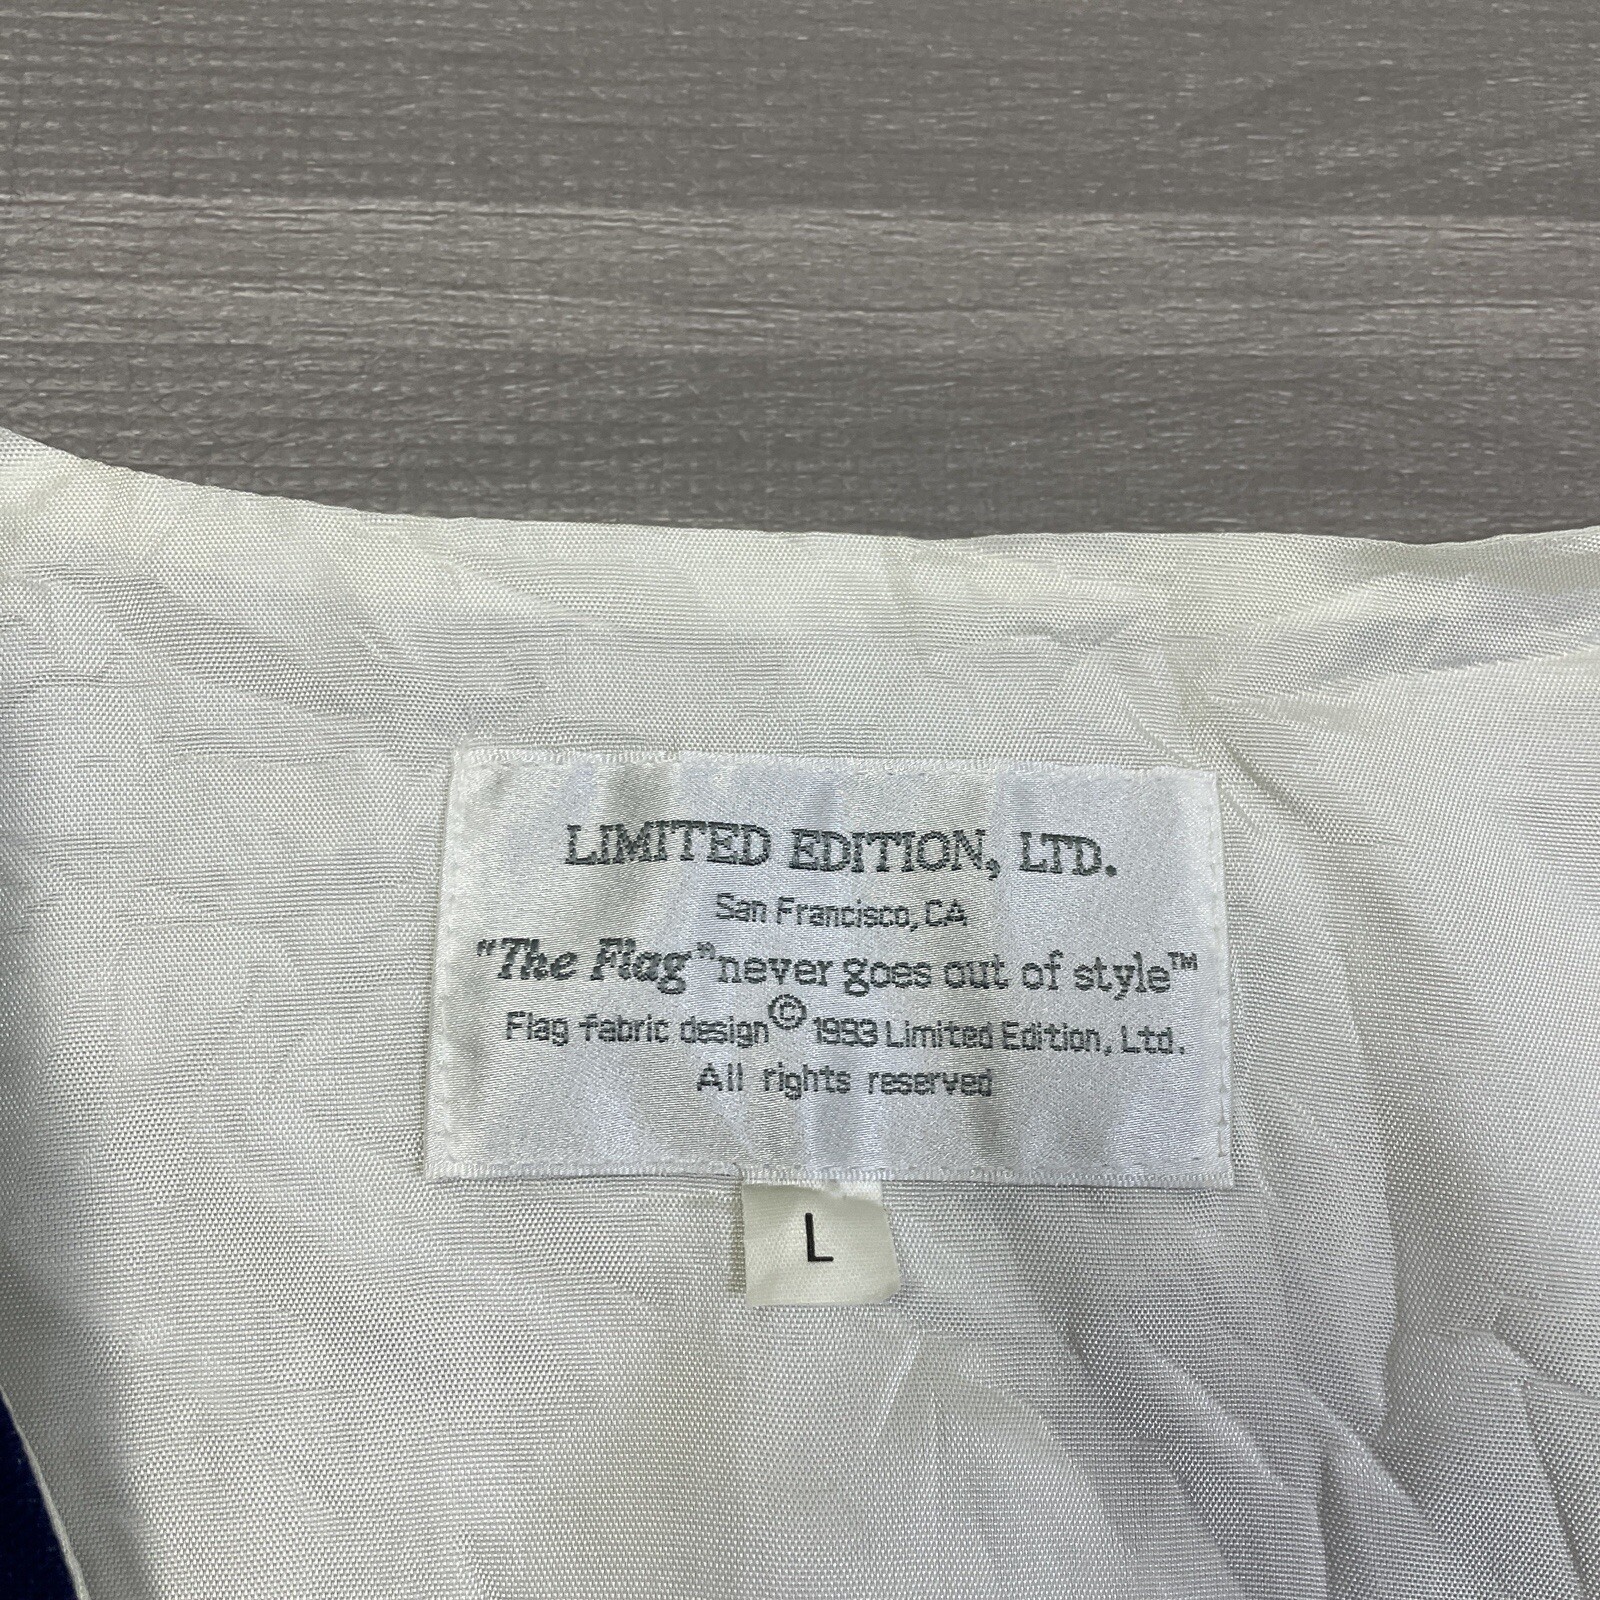 LIMITED EDITION, LTD.
San Francisco, CA
"The Flag" never goes out of style™
Flag fabric design © 1993 Limited Edition, Ltd.
All rights reserved
L